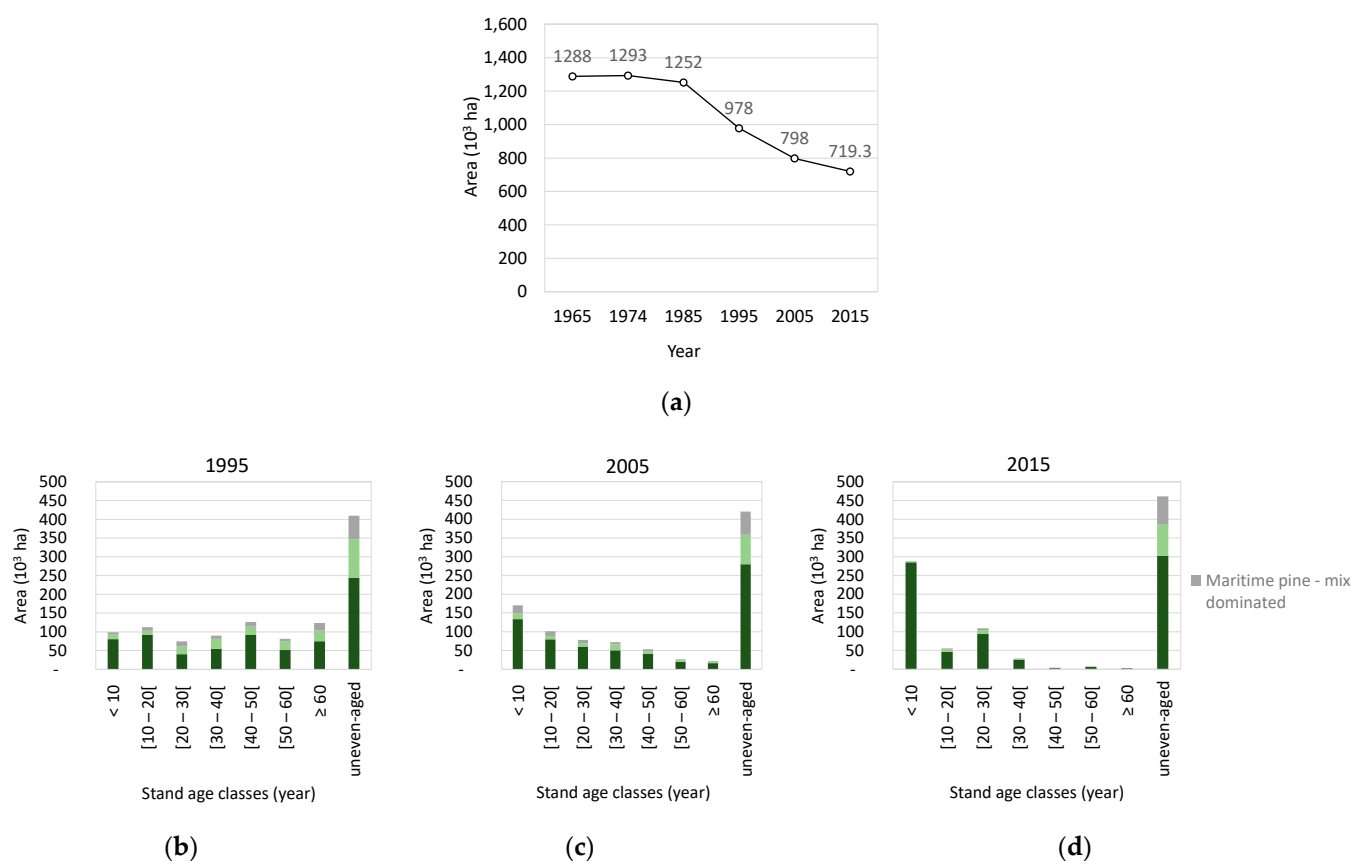 1,600
1,400
1,200
1,000
800
600
400
200
0
Area (10³ ha)
1288
1293
1252
978
798
719.3
1965 1974 1985 1995 2005 2015
Year
(a)
1995
500
450
400
350
300
250
200
150
100
50
-
Area (10³ ha)
< 10
[10 – 20[
[20 – 30[
[30 – 40[
[40 – 50[
[50 – 60[
≥ 60
uneven-aged
Stand age classes (year)
(b)
2005
500
450
400
350
300
250
200
150
100
50
-
Area (10³ ha)
< 10
[10 – 20[
[20 – 30[
[30 – 40[
[40 – 50[
[50 – 60[
≥ 60
uneven-aged
Stand age classes (year)
(c)
2015
500
450
400
350
300
250
200
150
100
50
-
Area (10³ ha)
< 10
[10 – 20[
[20 – 30[
[30 – 40[
[40 – 50[
[50 – 60[
≥ 60
uneven-aged
Stand age classes (year)
(d)
Maritime pine - mix
dominated